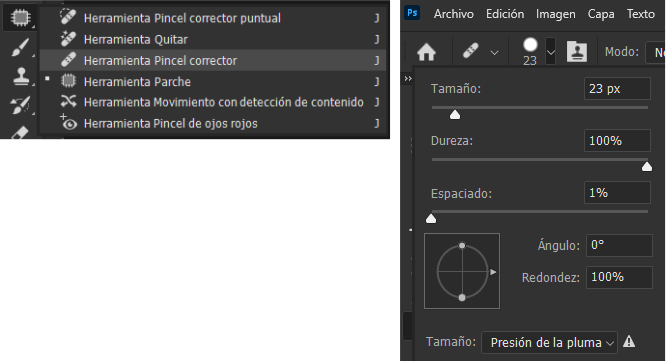 Herramienta Pincel corrector puntual J
Herramienta Quitar J
Herramienta Pincel corrector J
Herramienta Parche J
Herramienta Movimiento con detección de contenido J
Herramienta Pincel de ojos rojos J
Ps Archivo Edición Imagen Capa Texto
23 Modo: No
Tamaño: 23 px
Dureza: 100%
Espaciado: 1%
Ángulo: 0°
Redondez: 100%
Tamaño: Presión de la pluma